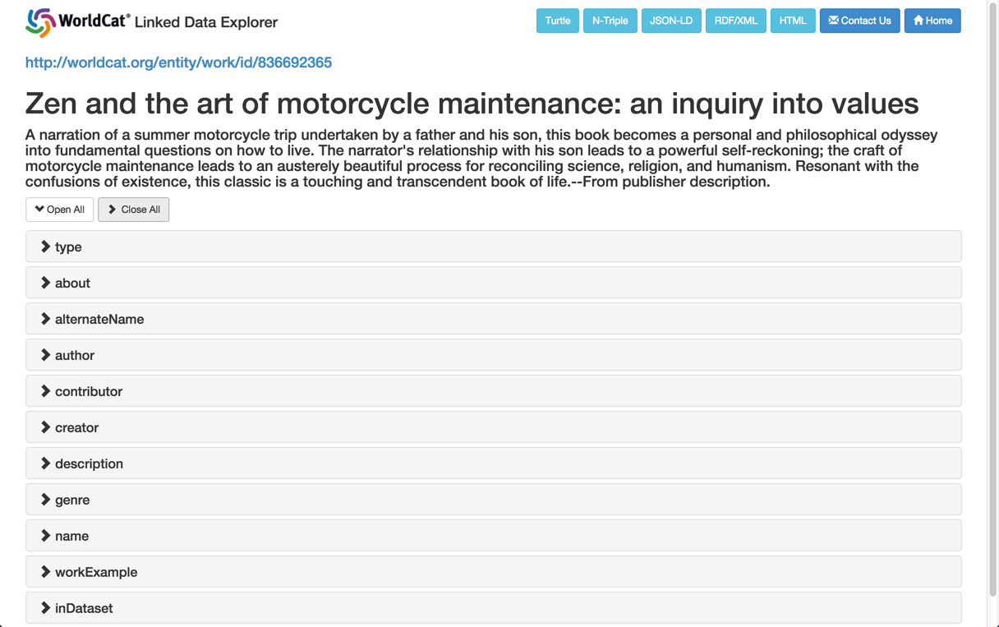 WorldCat® Linked Data Explorer
Turtle N-Triple JSON-LD RDF/XML HTML Contact Us Home
http://worldcat.org/entity/work/id/836692365
Zen and the art of motorcycle maintenance: an inquiry into values
A narration of a summer motorcycle trip undertaken by a father and his son, this book becomes a personal and philosophical odyssey
into fundamental questions on how to live. The narrator's relationship with his son leads to a powerful self-reckoning; the craft of
motorcycle maintenance leads to an austerely beautiful process for reconciling science, religion, and humanism. Resonant with the
confusions of existence, this classic is a touching and transcendent book of life.--From publisher description.
Open All Close All
type
about
alternateName
author
contributor
creator
description
genre
name
workExample
inDataset